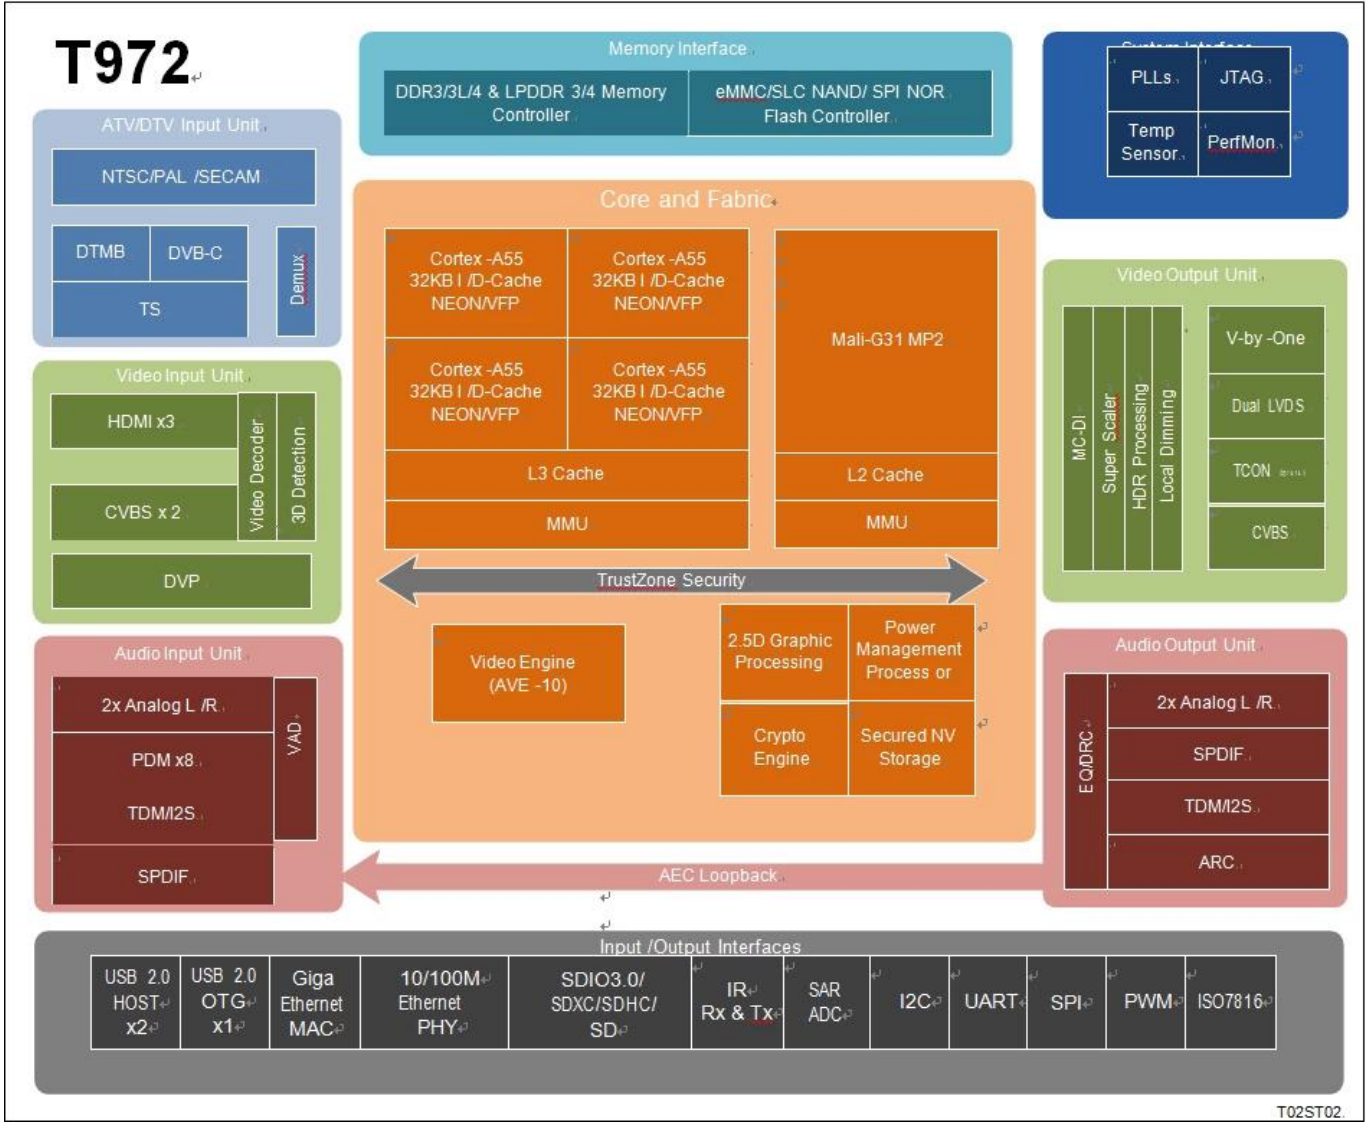 T972
Memory Interface
DDR3/3L/4 & LPDDR 3/4 Memory
Controller
eMMC/SLC NAND/ SPI NOR
Flash Controller
System Interface
PLLs
JTAG
Temp
Sensor
PerfMon
ATV/DTV Input Unit
NTSC/PAL /SECAM
DTMB
DVB-C
TS
Demux
Video Input Unit
HDMI x3
CVBS x 2
Video Decoder
3D Detection
DVP
Audio Input Unit
2x Analog L /R
PDM x8
TDM/I2S
SPDIF
VAD
Core and Fabric
Cortex -A55
32KB I /D-Cache
NEON/VFP
Cortex -A55
32KB I /D-Cache
NEON/VFP
Cortex -A55
32KB I /D-Cache
NEON/VFP
Cortex -A55
32KB I /D-Cache
NEON/VFP
L3 Cache
MMU
Mali-G31 MP2
L2 Cache
MMU
TrustZone Security
Video Engine
(AVE -10)
2.5D Graphic
Processing
Power
Management
Process or
Crypto
Engine
Secured NV
Storage
Video Output Unit
MC-DI
Super Scaler
HDR Processing
Local Dimming
V-by -One
Dual LVDS
TCON
CVBS
Audio Output Unit
EQ/DRC
2x Analog L /R
SPDIF
TDM/I2S
ARC
AEC Loopback
Input /Output Interfaces
USB 2.0
HOST
x2
USB 2.0
OTG
x1
Giga
Ethernet
MAC
10/100M
Ethernet
PHY
SDIO3.0/
SDXC/SDHC/
SD
IR
Rx & Tx
SAR
ADC
I2C
UART
SPI
PWM
ISO7816
T02ST02.